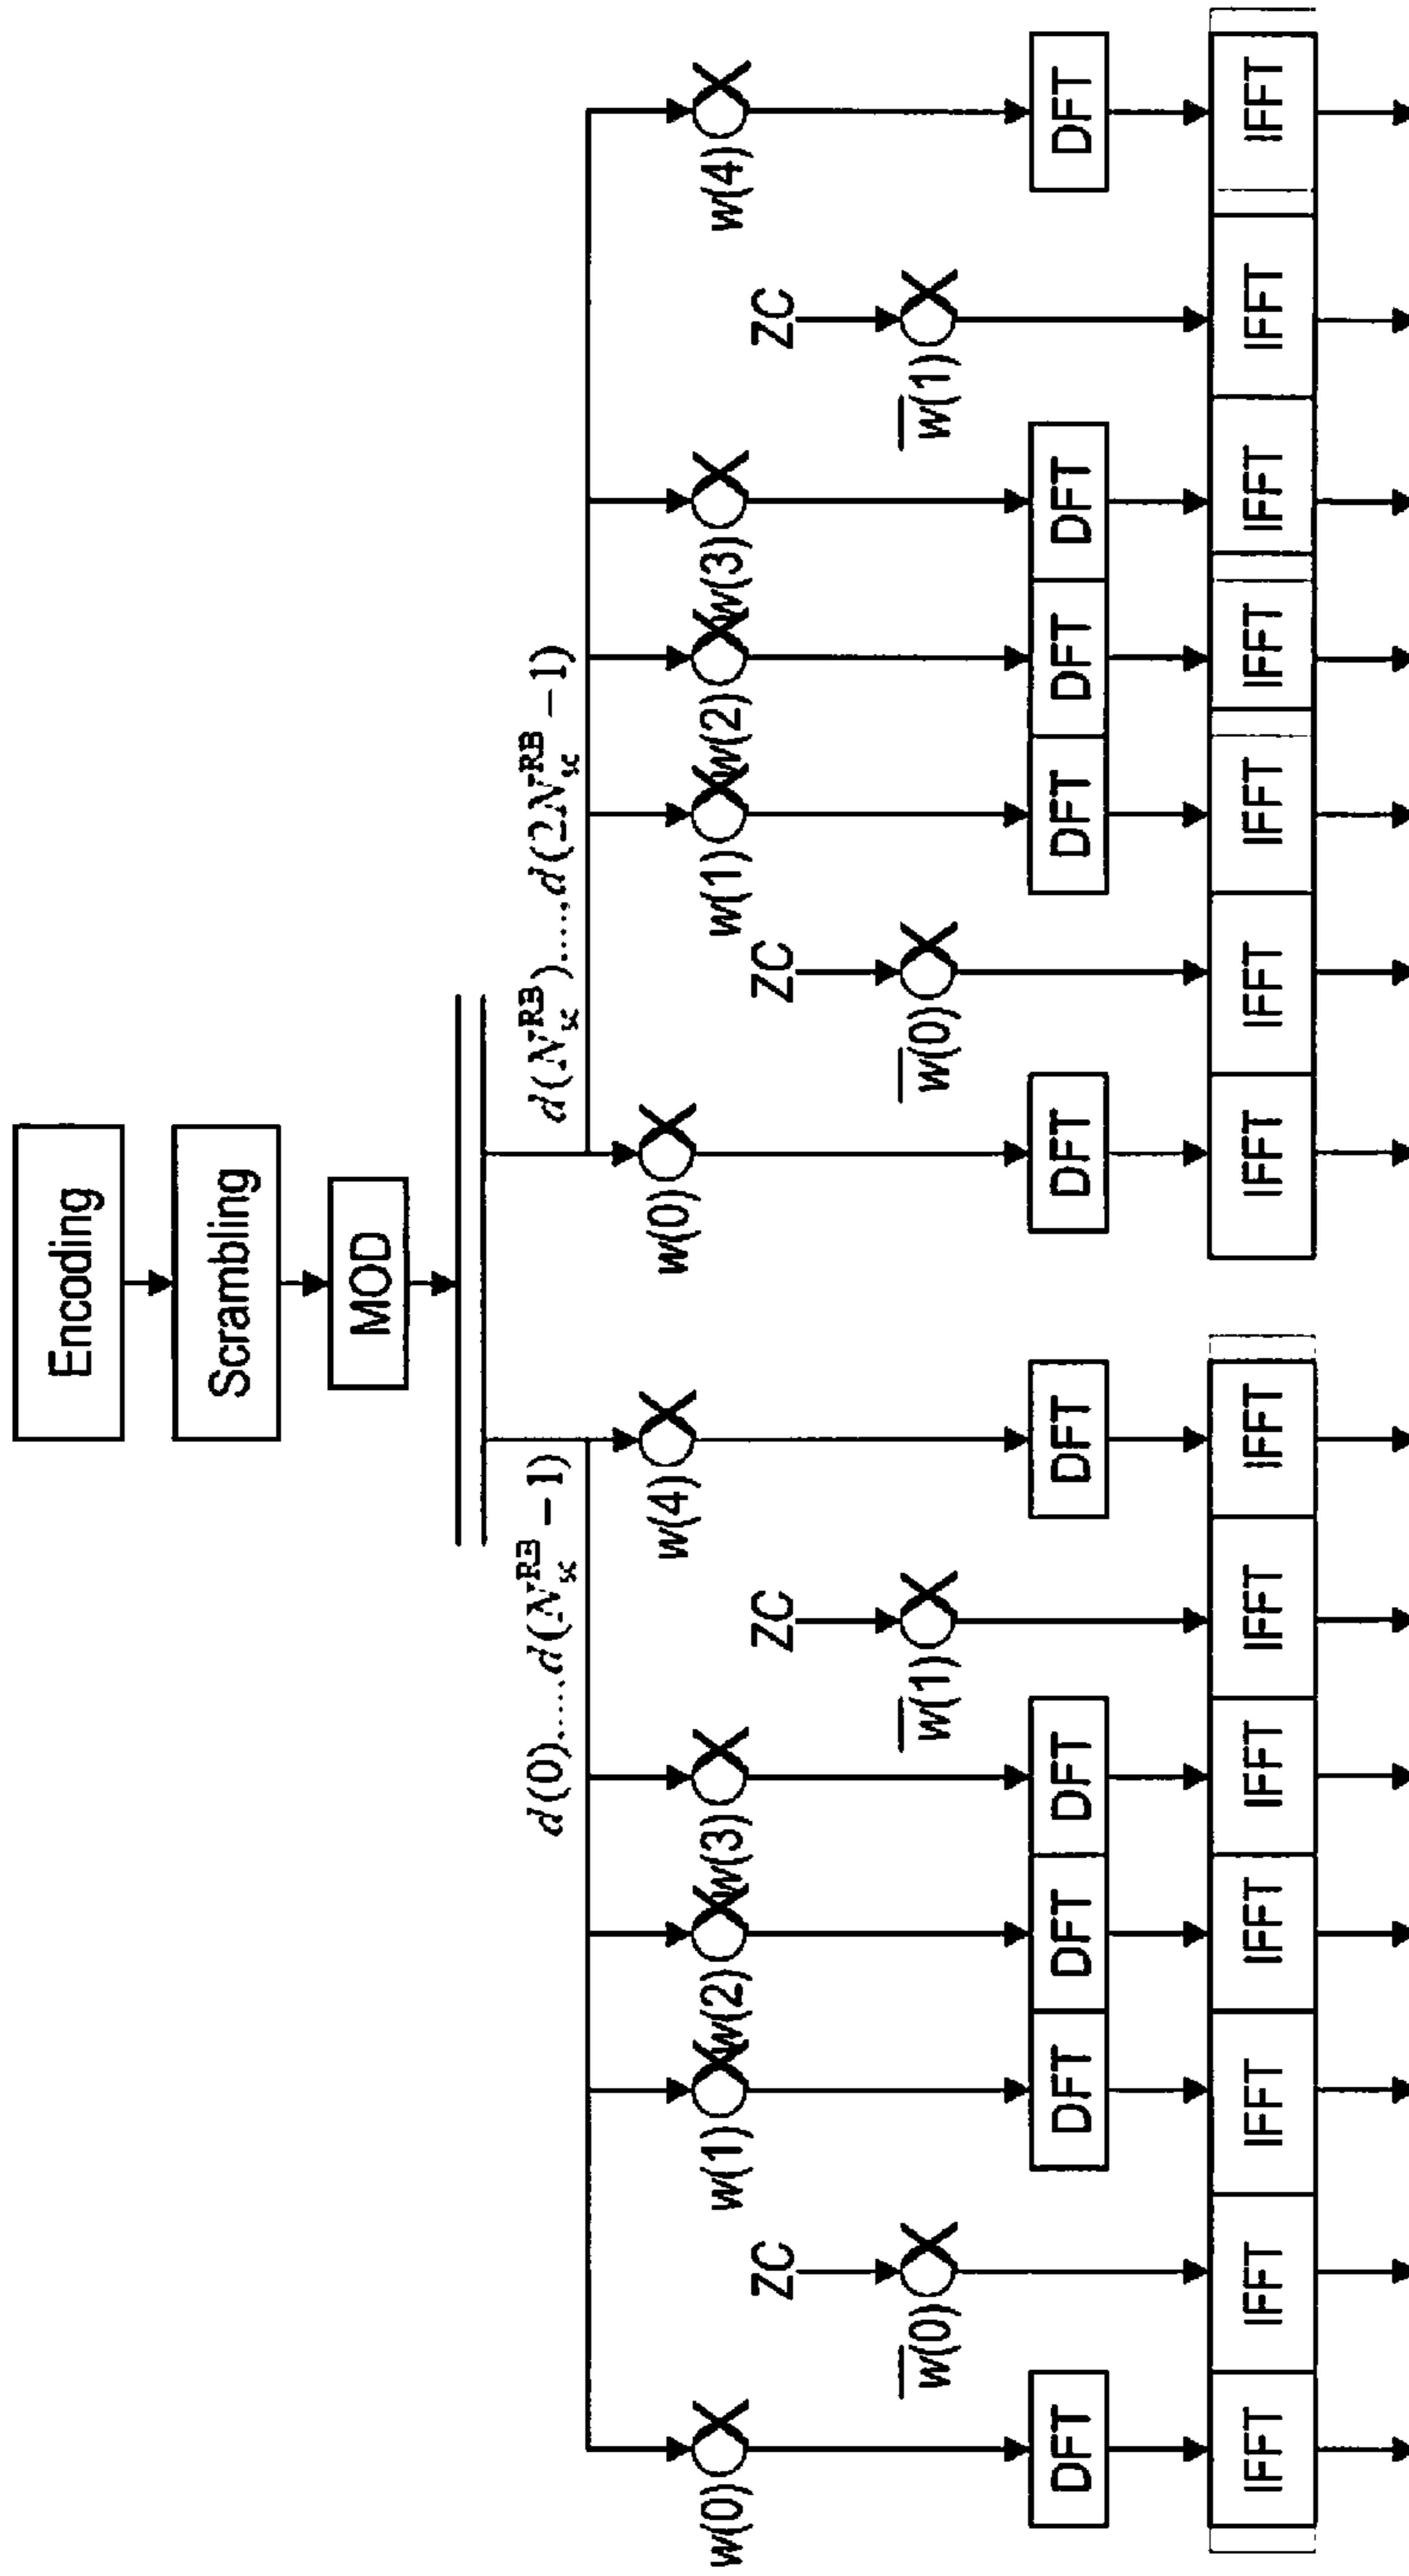 Encoding
Scrambling
MOD
d(0),...,d(N_sc^RB −1) d(N_sc^RB),...,d(2N_sc^RB −1)
w(4) w(0)
w(0) w(1) w(2) w(3) w(1) w(2) w(3) w(4)
ZC ZC ZC ZC
w̅(0) w̅(1) w̅(0) w̅(1)
DFT DFT DFT DFT DFT DFT DFT DFT DFT DFT
IFFT IFFT IFFT IFFT IFFT IFFT IFFT IFFT IFFT IFFT IFFT IFFT IFFT IFFT